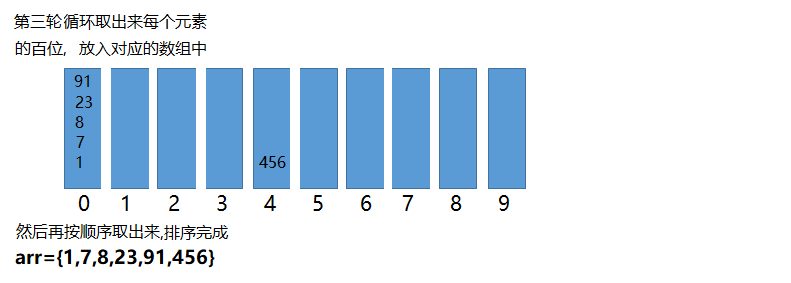 第三轮循环取出来每个元素
的百位，放入对应的数组中
91
23
8
7
1
456
0 1 2 3 4 5 6 7 8 9
然后再按顺序取出来,排序完成
arr={1,7,8,23,91,456}